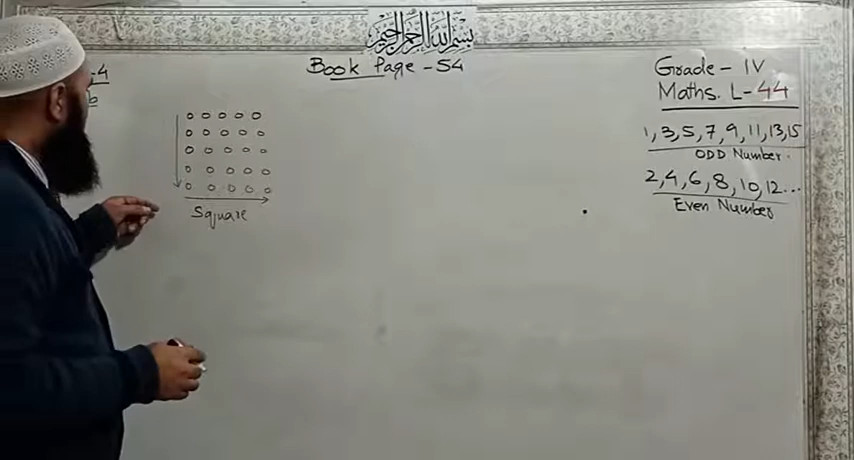 بسم الله الرحمن الرحيم
Book Page - 54
Grade - IV
Maths. L- 44
1, 3, 5, 7, 9, 11, 13, 15
ODD Number.
2, 4, 6, 8, 10, 12...
Even Number
Square